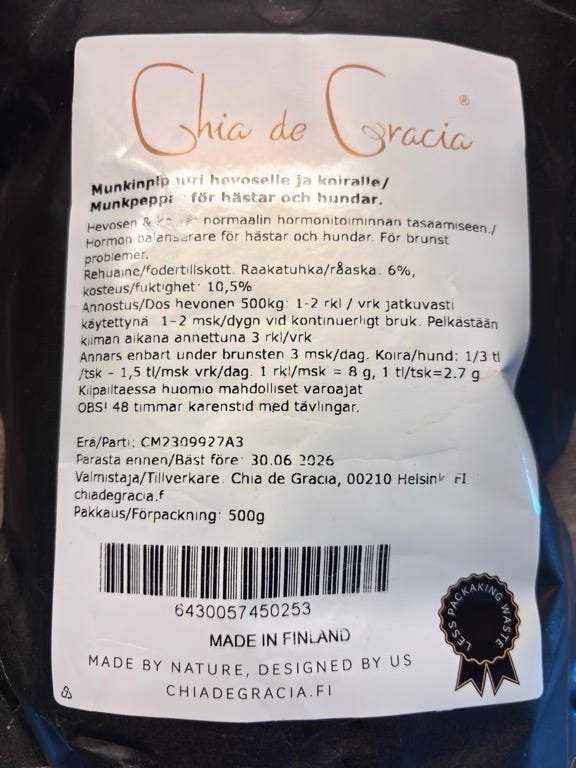 Chia de Gracia ®
hevoselle ja koiralle/
för hästar och hundar.
Hevosen & normaalin hormonitoiminnan tasaamiseen./
Hormon balanserare för hästar och hundar. För brunst
problemer.
Rehuaine/fodertillskott. Raakatuhka/råaska. 6%,
kosteus/fuktighet 10,5%
Annostus/Dos hevonen 500kg: 1-2 rkl / vrk jatkuvasti
käytettynä 1-2 msk/dygn vid kontinuerligt bruk. Pelkästään
kiiman aikana annettuna 3 rkl/vrk
Annars enbart under brunsten 3 msk/dag. Koira/hund: 1/3 tl
/tsk - 1,5 tl/msk vrk/dag. 1 rkl/msk = 8 g, 1 tl/tsk=2.7 g
Kilpailtaessa huomio mahdolliset varoajat
OBS! 48 timmar karenstid med tävlingar.
Erä/Parti: CM2309927A3
Parasta ennen/Bäst före: 30.06.2026
Valmistaja/Tillverkare. Chia de Gracia, 00210 FI
chiadegracia.f
Pakkaus/Förpackning: 500g
6430057450253
MADE IN FINLAND
MADE BY NATURE, DESIGNED BY US
CHIADEGRACIA.FI
LESS PACKAKING WASTE